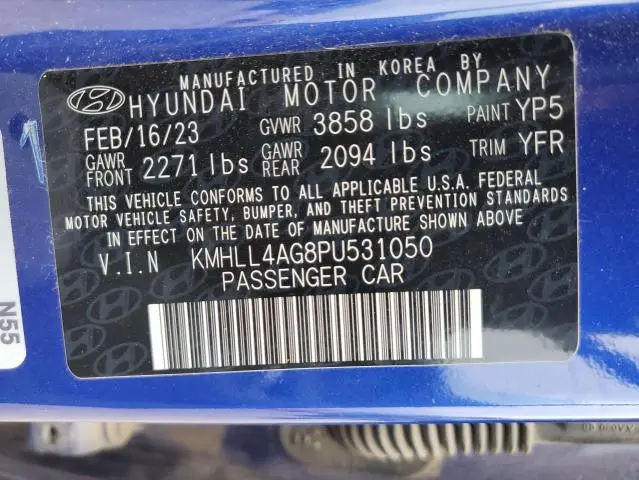 MANUFACTURED IN KOREA BY
HYUNDAI MOTOR COMPANY
FEB/16/23 GVWR 3858 lbs PAINT YP5
GAWR FRONT 2271 lbs GAWR REAR 2094 lbs TRIM YFR
THIS VEHICLE CONFORMS TO ALL APPLICABLE U.S.A. FEDERAL
MOTOR VEHICLE SAFETY, BUMPER, AND THEFT PREVENTION STANDARDS
IN EFFECT ON THE DATE OF MANUFACTURE SHOWN ABOVE
V.I.N KMHLL4AG8PU531050
PASSENGER CAR
N55